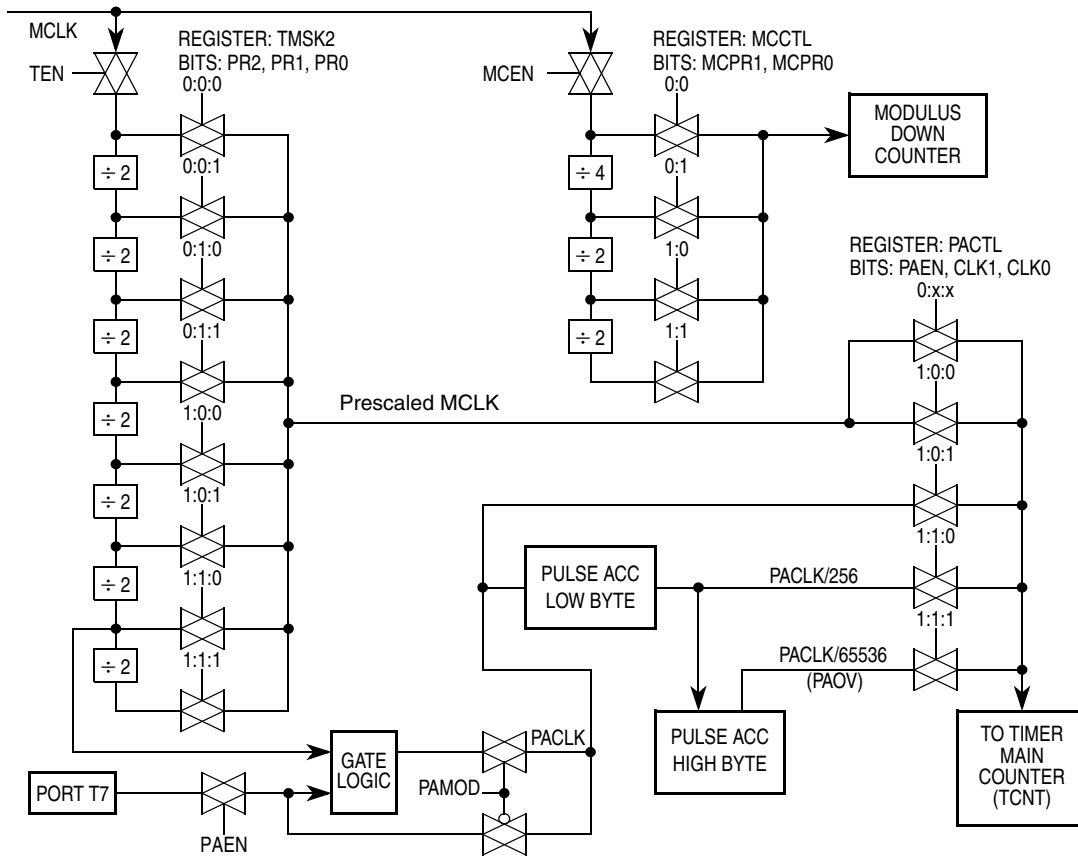 MCLK
TEN
REGISTER: TMSK2
BITS: PR2, PR1, PR0
0:0:0
÷ 2
0:0:1
÷ 2
0:1:0
÷ 2
0:1:1
÷ 2
1:0:0
÷ 2
1:0:1
÷ 2
1:1:0
÷ 2
1:1:1
MCEN
REGISTER: MCCTL
BITS: MCPR1, MCPR0
0:0
÷ 4
0:1
÷ 2
1:0
÷ 2
1:1
MODULUS
DOWN
COUNTER
REGISTER: PACTL
BITS: PAEN, CLK1, CLK0
0:x:x
1:0:0
Prescaled MCLK
1:0:1
1:1:0
PULSE ACC
LOW BYTE
PACLK/256
1:1:1
PACLK/65536
(PAOV)
PULSE ACC
HIGH BYTE
TO TIMER
MAIN
COUNTER
(TCNT)
PORT T7
PAEN
GATE
LOGIC
PACLK
PAMOD